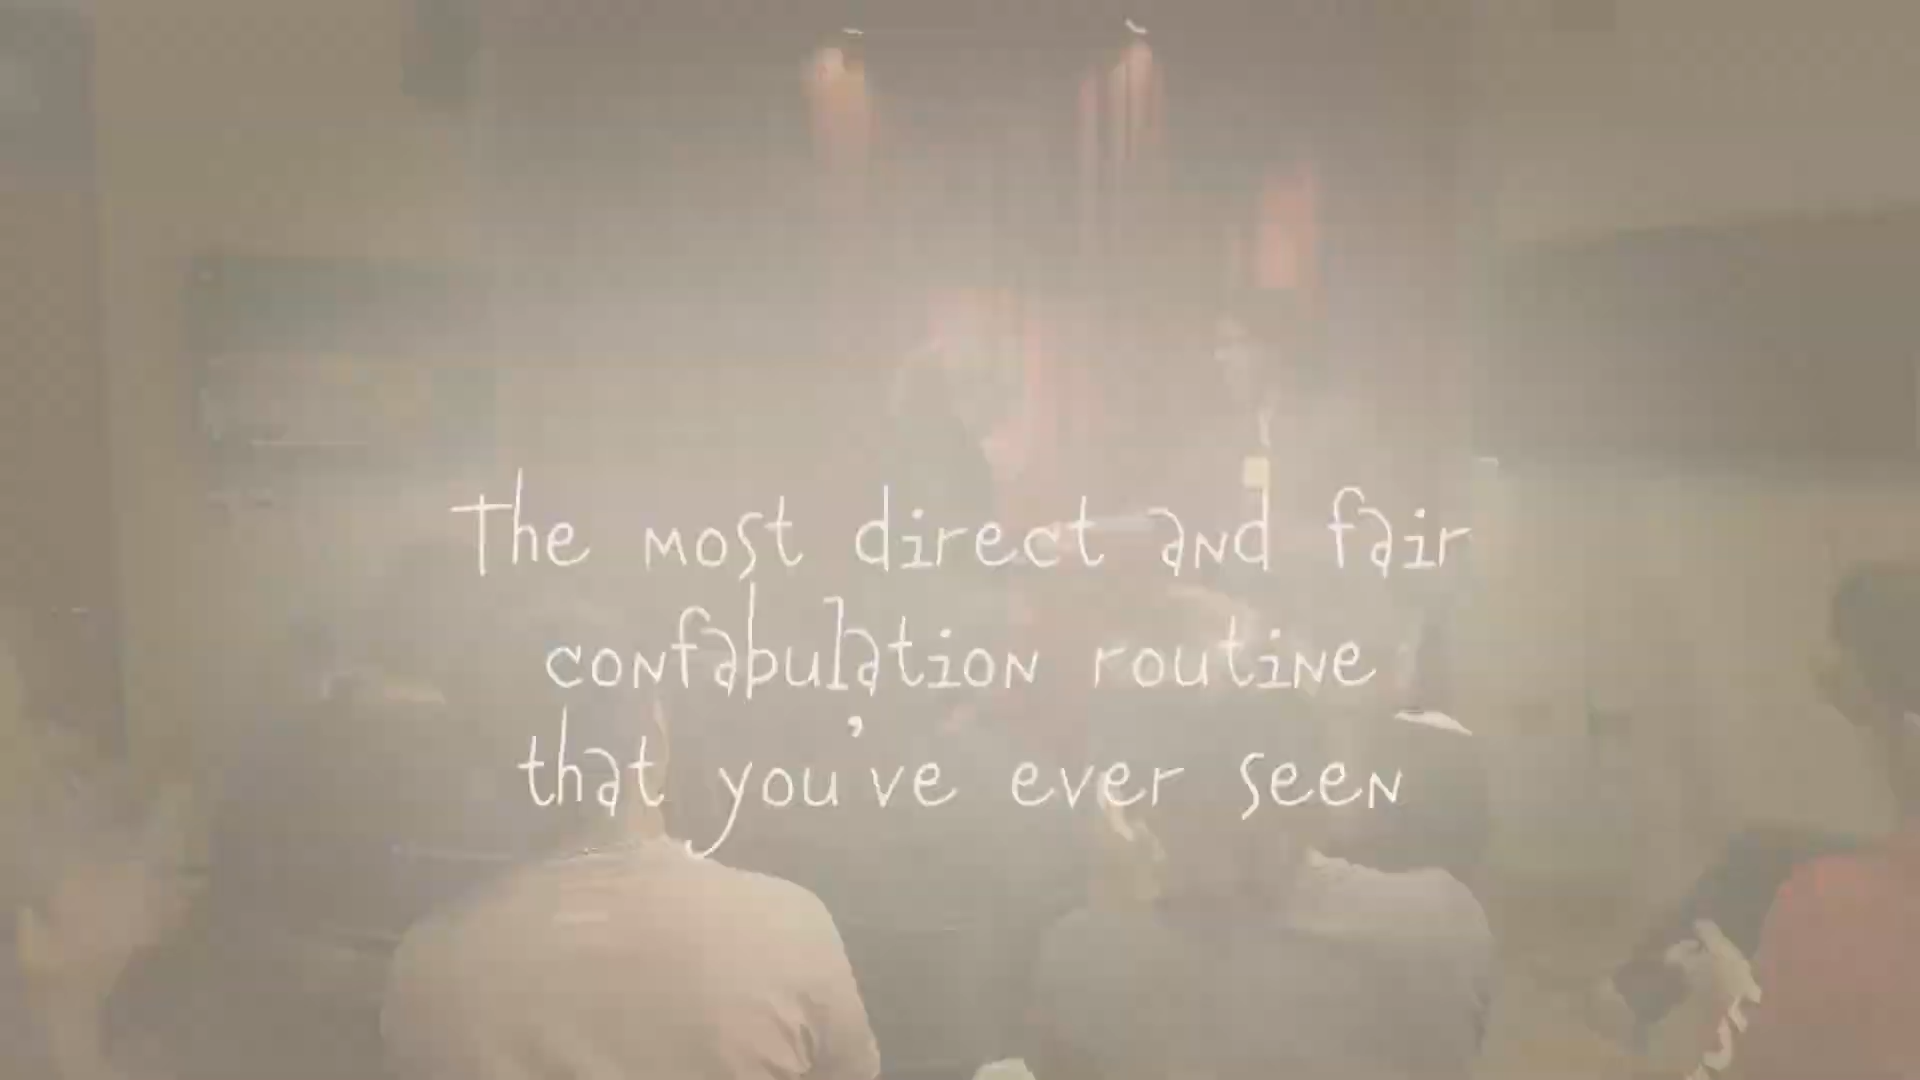 The most direct and fair
confabulation routine
that you've ever seen